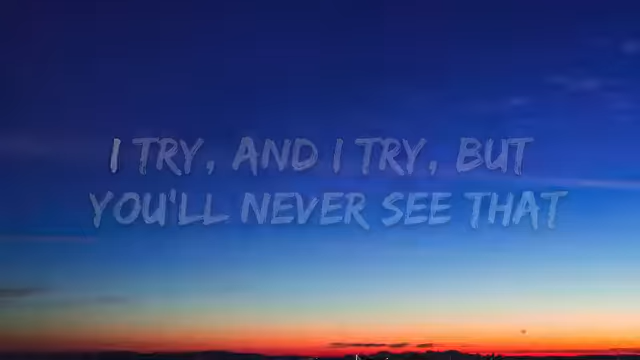 I TRY, AND I TRY, BUT
YOU'LL NEVER SEE THAT